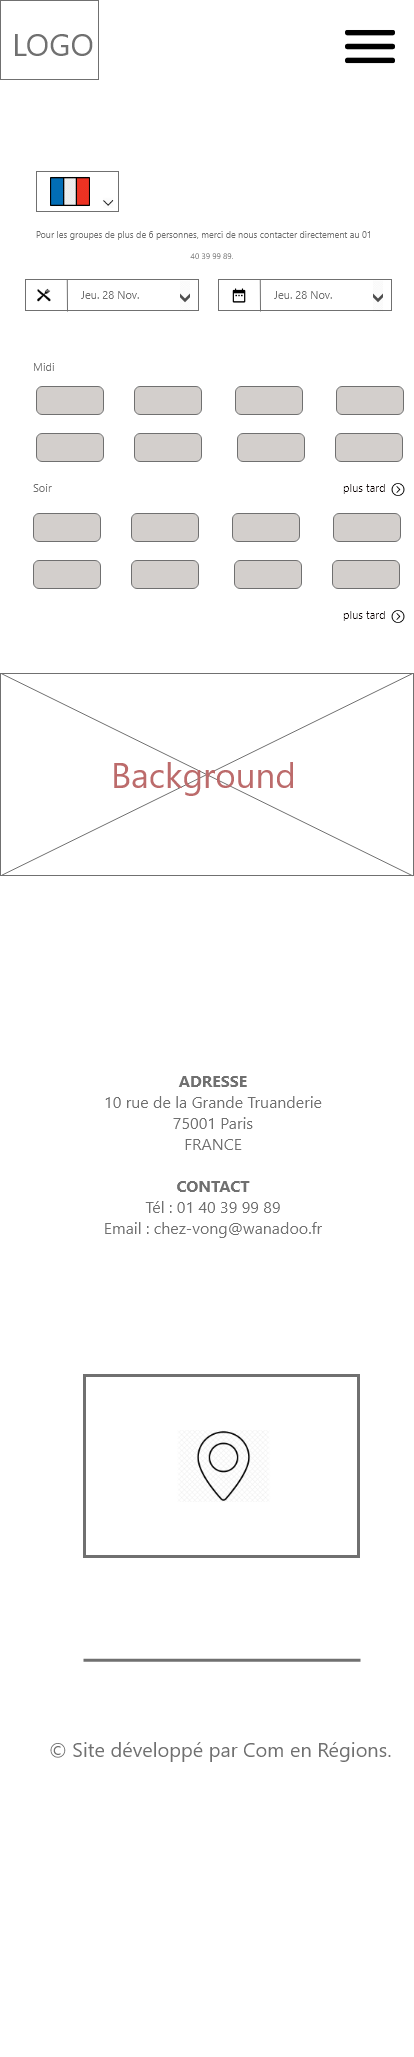 LOGO
Pour les groupes de plus de 6 personnes, merci de nous contacter directement au 01
40 39 99 89.
Jeu. 28 Nov.
Jeu. 28 Nov.
Midi
Soir
plus tard
plus tard
Background
ADRESSE
10 rue de la Grande Truanderie
75001 Paris
FRANCE
CONTACT
Tél : 01 40 39 99 89
Email : chez-vong@wanadoo.fr
© Site développé par Com en Régions.